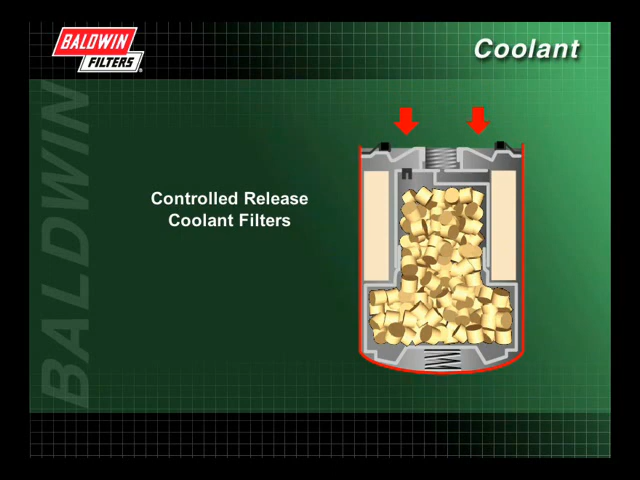 BALDWIN
FILTERS®
Coolant
BALDWIN
Controlled Release
Coolant Filters